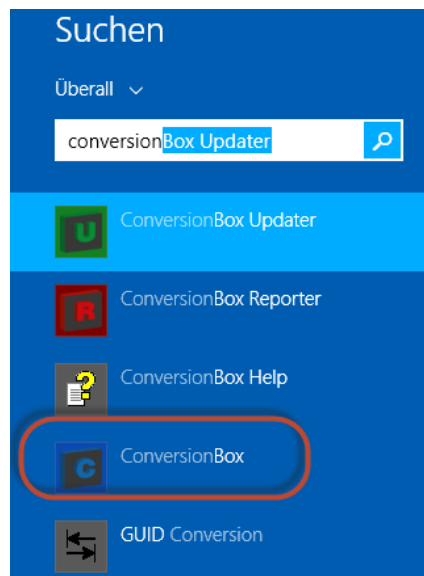 Suchen
Überall
conversionBox Updater
U ConversionBox Updater
R ConversionBox Reporter
? ConversionBox Help
C ConversionBox
GUID Conversion